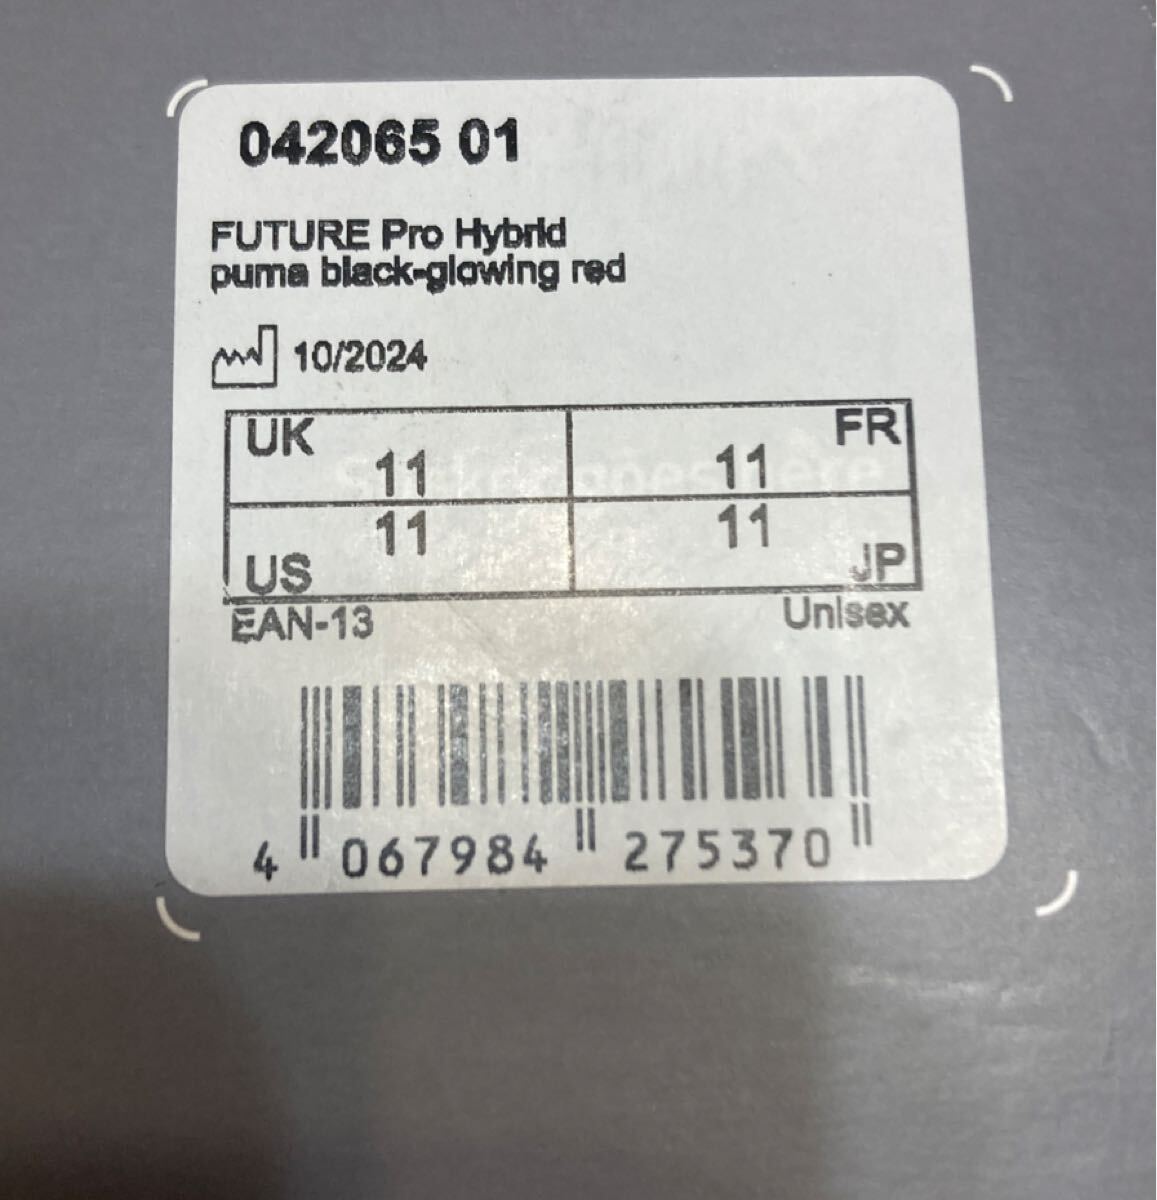 042065 01
FUTURE Pro Hybrid
puma black-glowing red
10/2024
UK 11 11 FR
US 11 11 JP
EAN-13 Unisex
4 067984 275370